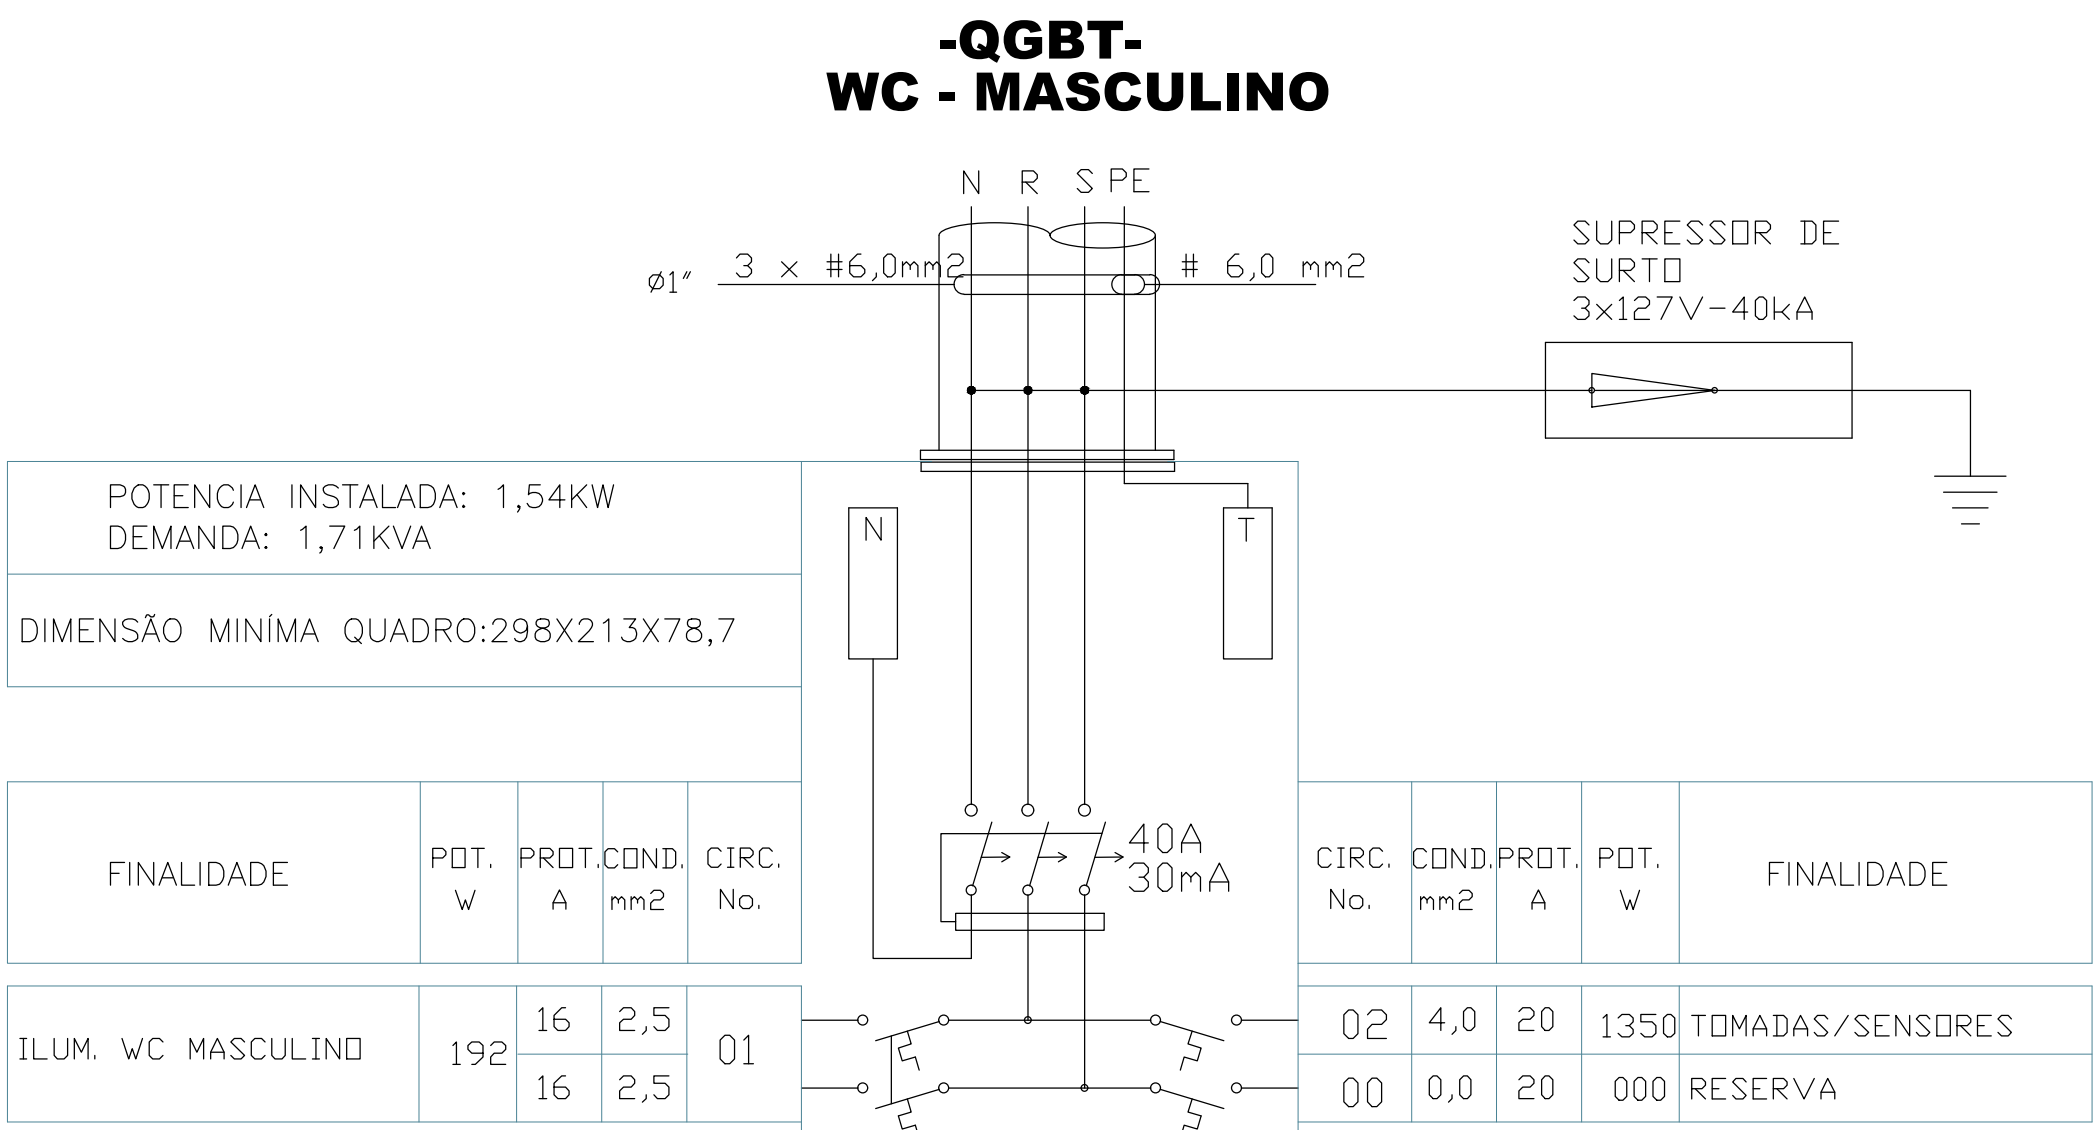 -QGBT-
WC - MASCULINO
N R S PE
ø1" 3 x #6,0mm2 # 6,0 mm2
SUPRESSOR DE
SURTO
3x127V-40kA
POTENCIA INSTALADA: 1,54KW
DEMANDA: 1,71KVA
N
T
DIMENSÃO MINÍMA QUADRO:298X213X78,7
FINALIDADE
POT.
W
PROT.
A
COND.
mm2
CIRC.
No.
40A
30mA
CIRC.
No.
COND.
mm2
PROT.
A
POT.
W
FINALIDADE
ILUM. WC MASCULINO
192
16 2,5
16 2,5
01
02 4,0 20 1350 TOMADAS/SENSORES
00 0,0 20 000 RESERVA